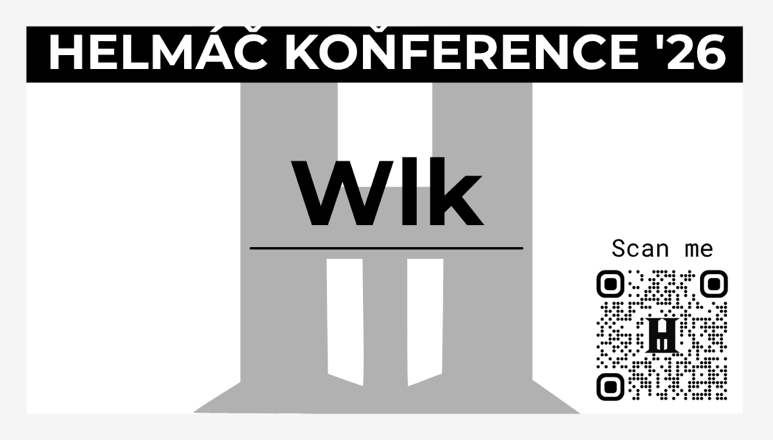 HELMÁČ KOŇFERENCE '26
Wlk
Scan me
H